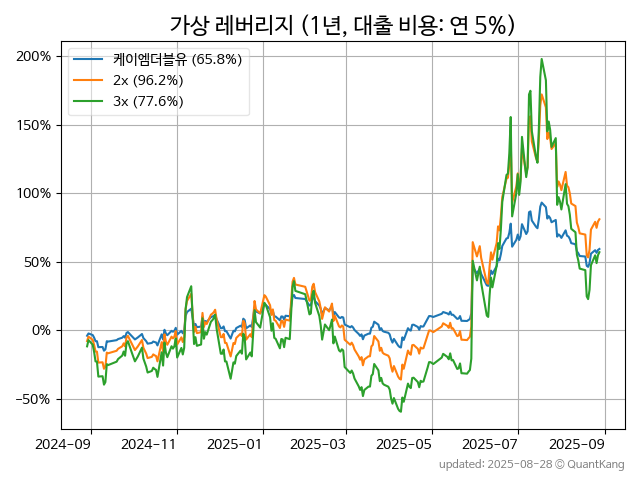 가상 레버리지 (1년, 대출 비용: 연 5%)
케이엠더블유 (65.8%)
2x (96.2%)
3x (77.6%)
200%
150%
100%
50%
0%
−50%
2024-09 2024-11 2025-01 2025-03 2025-05 2025-07 2025-09
updated: 2025-08-28 © QuantKang